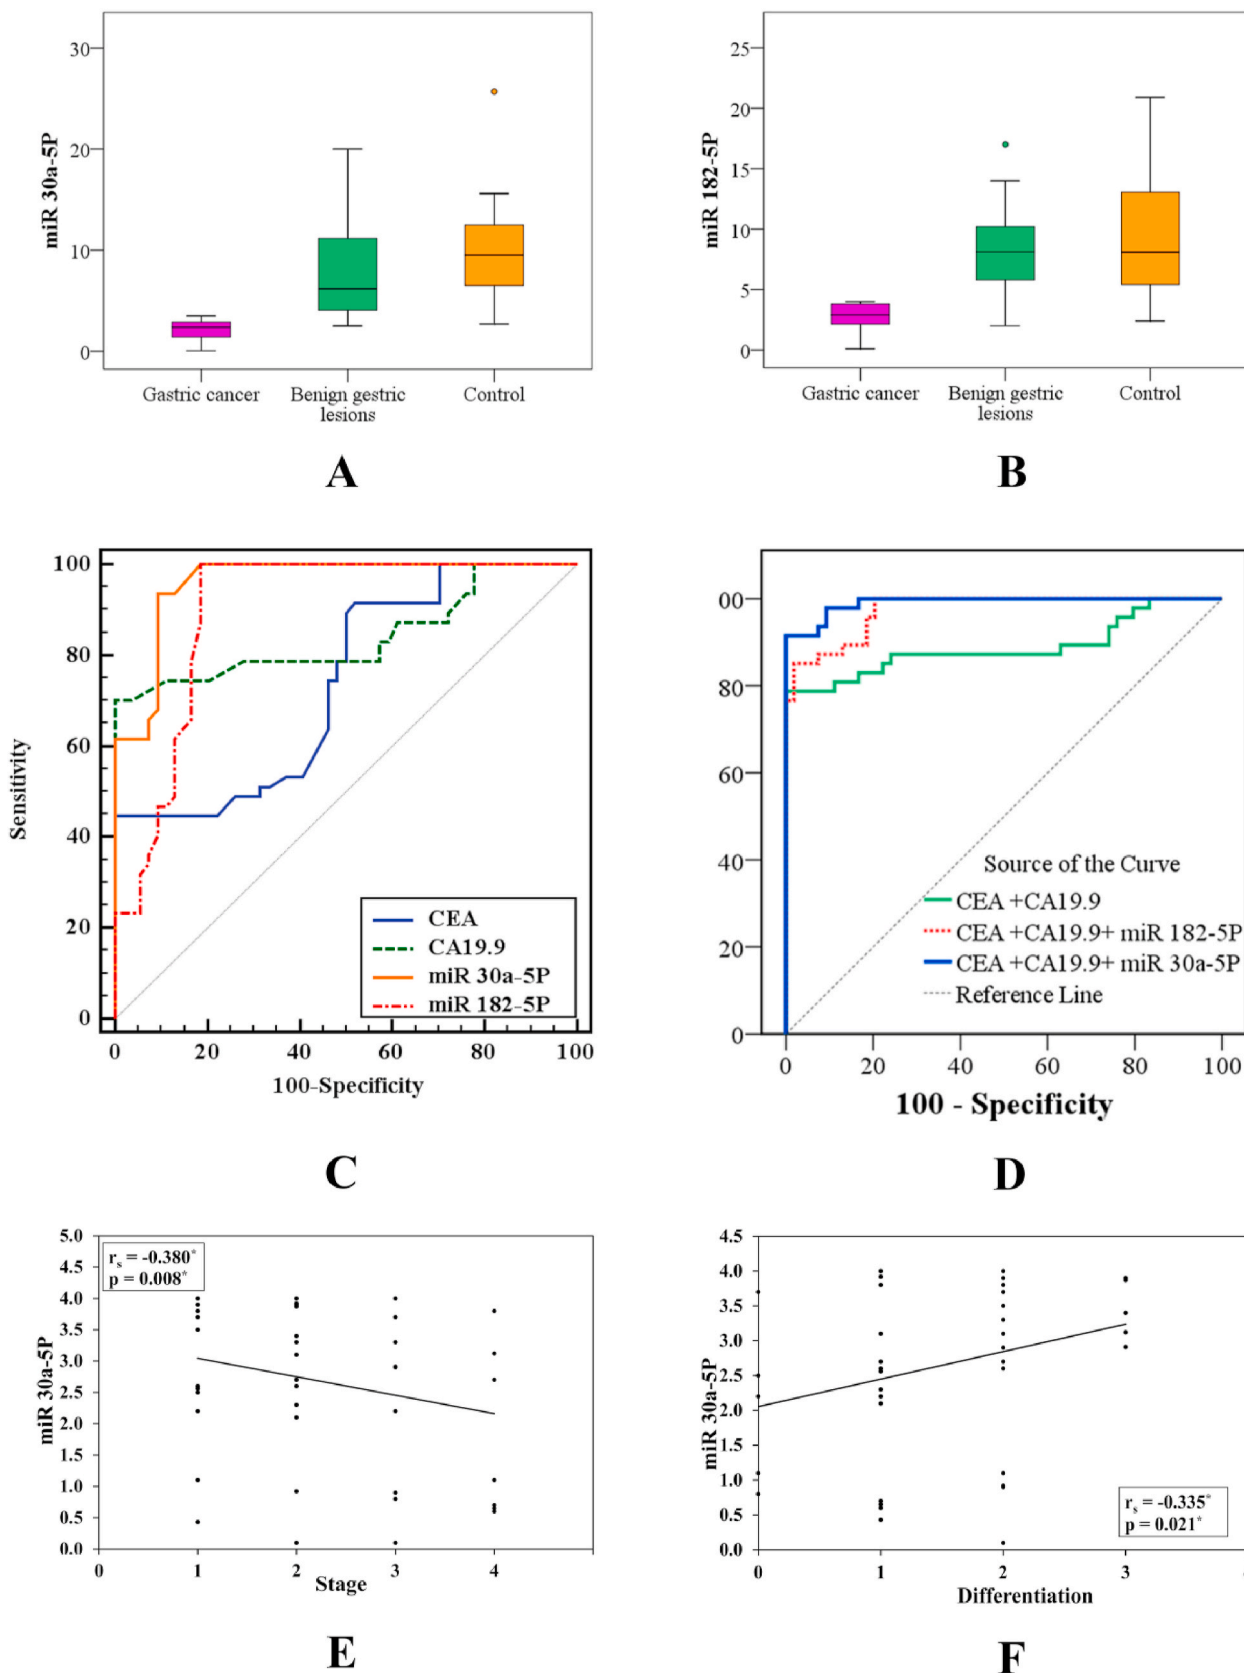 30
20
10
0
miR 30a-5P
Gastric cancer
Benign gestric
lesions
Control
A
25
20
15
10
5
0
miR 182-5P
Gastric cancer
Benign gestric
lesions
Control
B
100
80
60
40
20
0
Sensitivity
CEA
CA19.9
miR 30a-5P
miR 182-5P
0 20 40 60 80 100
100-Specificity
C
00
80
60
40
20
0
Source of the Curve
CEA +CA19.9
CEA +CA19.9+ miR 182-5P
CEA +CA19.9+ miR 30a-5P
Reference Line
0 20 40 60 80 100
100 - Specificity
D
5.0
4.5
4.0
3.5
3.0
2.5
2.0
1.5
1.0
0.5
0.0
miR 30a-5P
rs = -0.380*
p = 0.008*
0 1 2 3 4
Stage
E
4.5
4.0
3.5
3.0
2.5
2.0
1.5
1.0
0.5
0.0
miR 30a-5P
rs = -0.335*
p = 0.021*
0 1 2 3
Differentiation
F